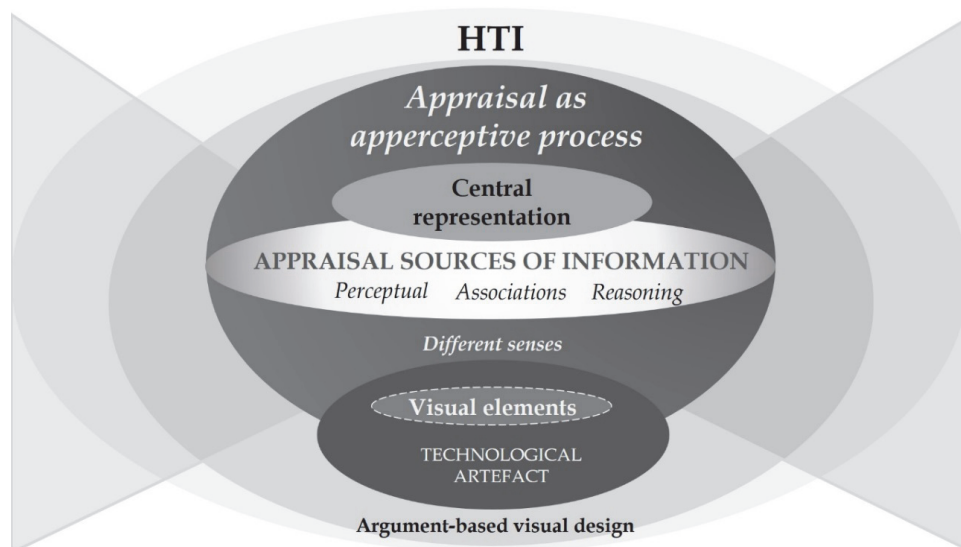 HTI
Appraisal as
apperceptive process
Central
representation
APPRAISAL SOURCES OF INFORMATION
Perceptual Associations Reasoning
Different senses
Visual elements
TECHNOLOGICAL
ARTEFACT
Argument-based visual design